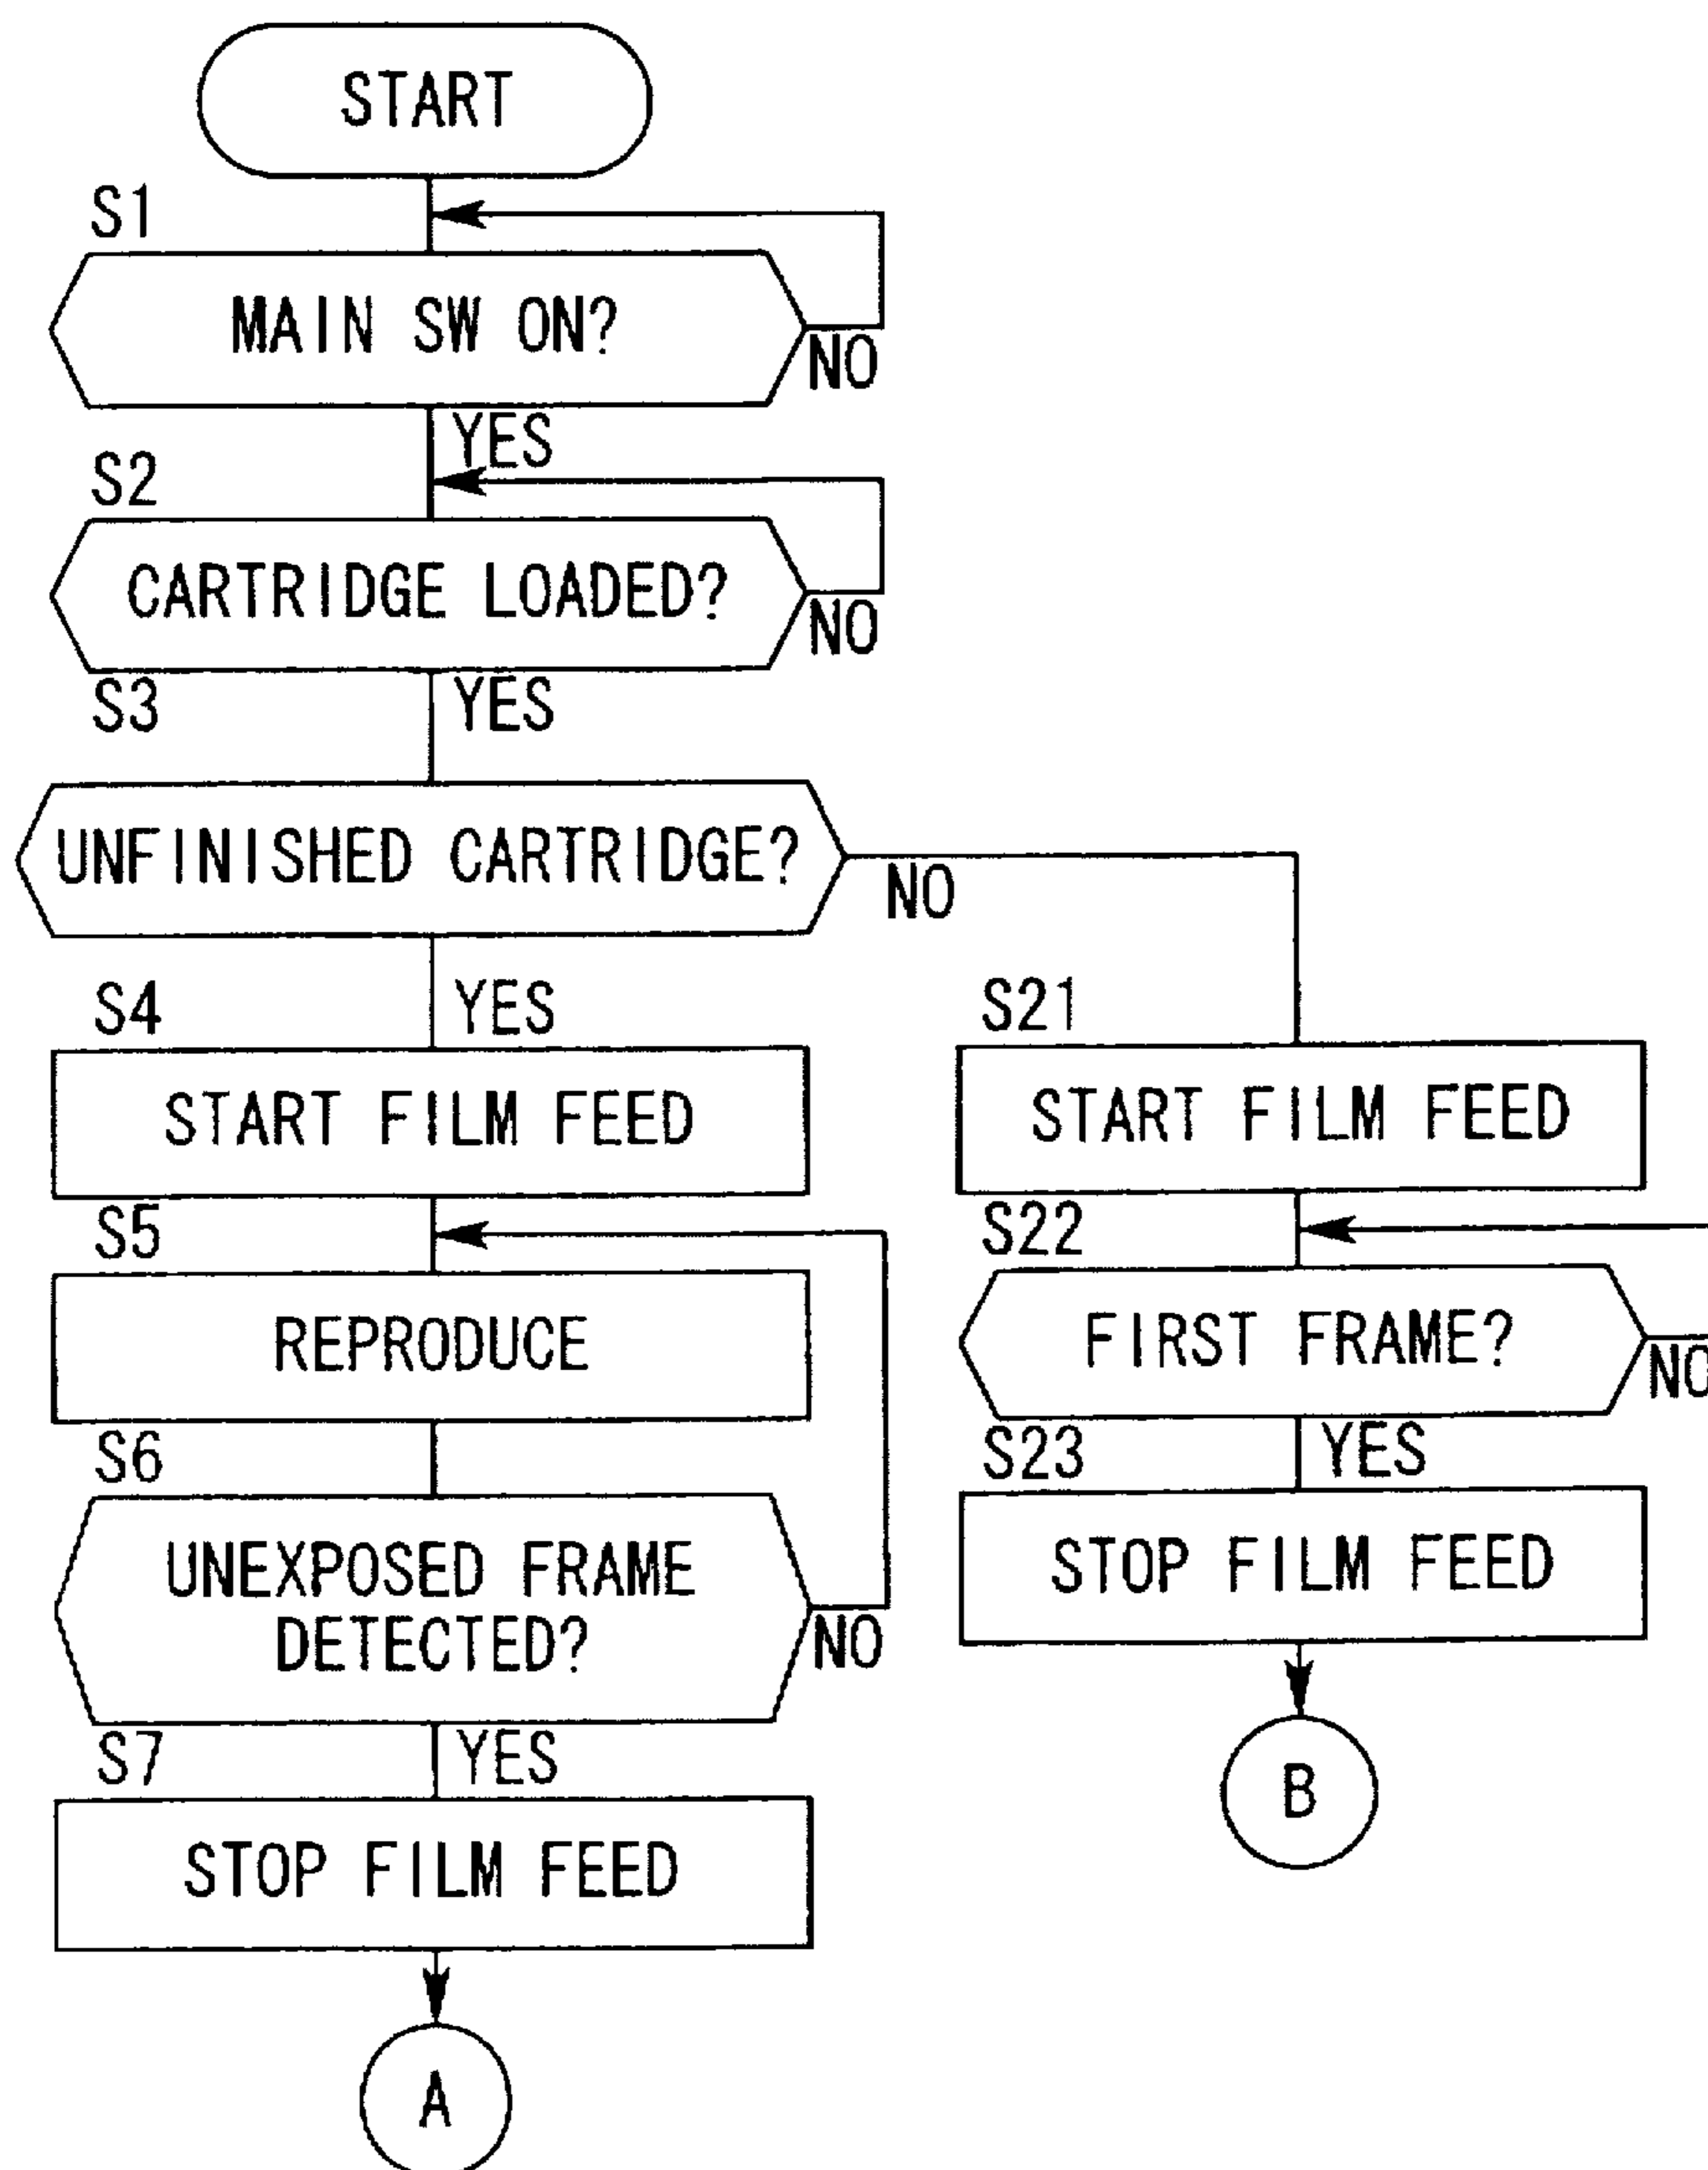 START
S1
MAIN SW ON?
NO
YES
S2
CARTRIDGE LOADED?
NO
S3
YES
UNFINISHED CARTRIDGE?
NO
S4
YES
START FILM FEED
S5
REPRODUCE
S6
UNEXPOSED FRAME
DETECTED?
NO
S7
YES
STOP FILM FEED
A
S21
START FILM FEED
S22
FIRST FRAME?
NO
S23
YES
STOP FILM FEED
B